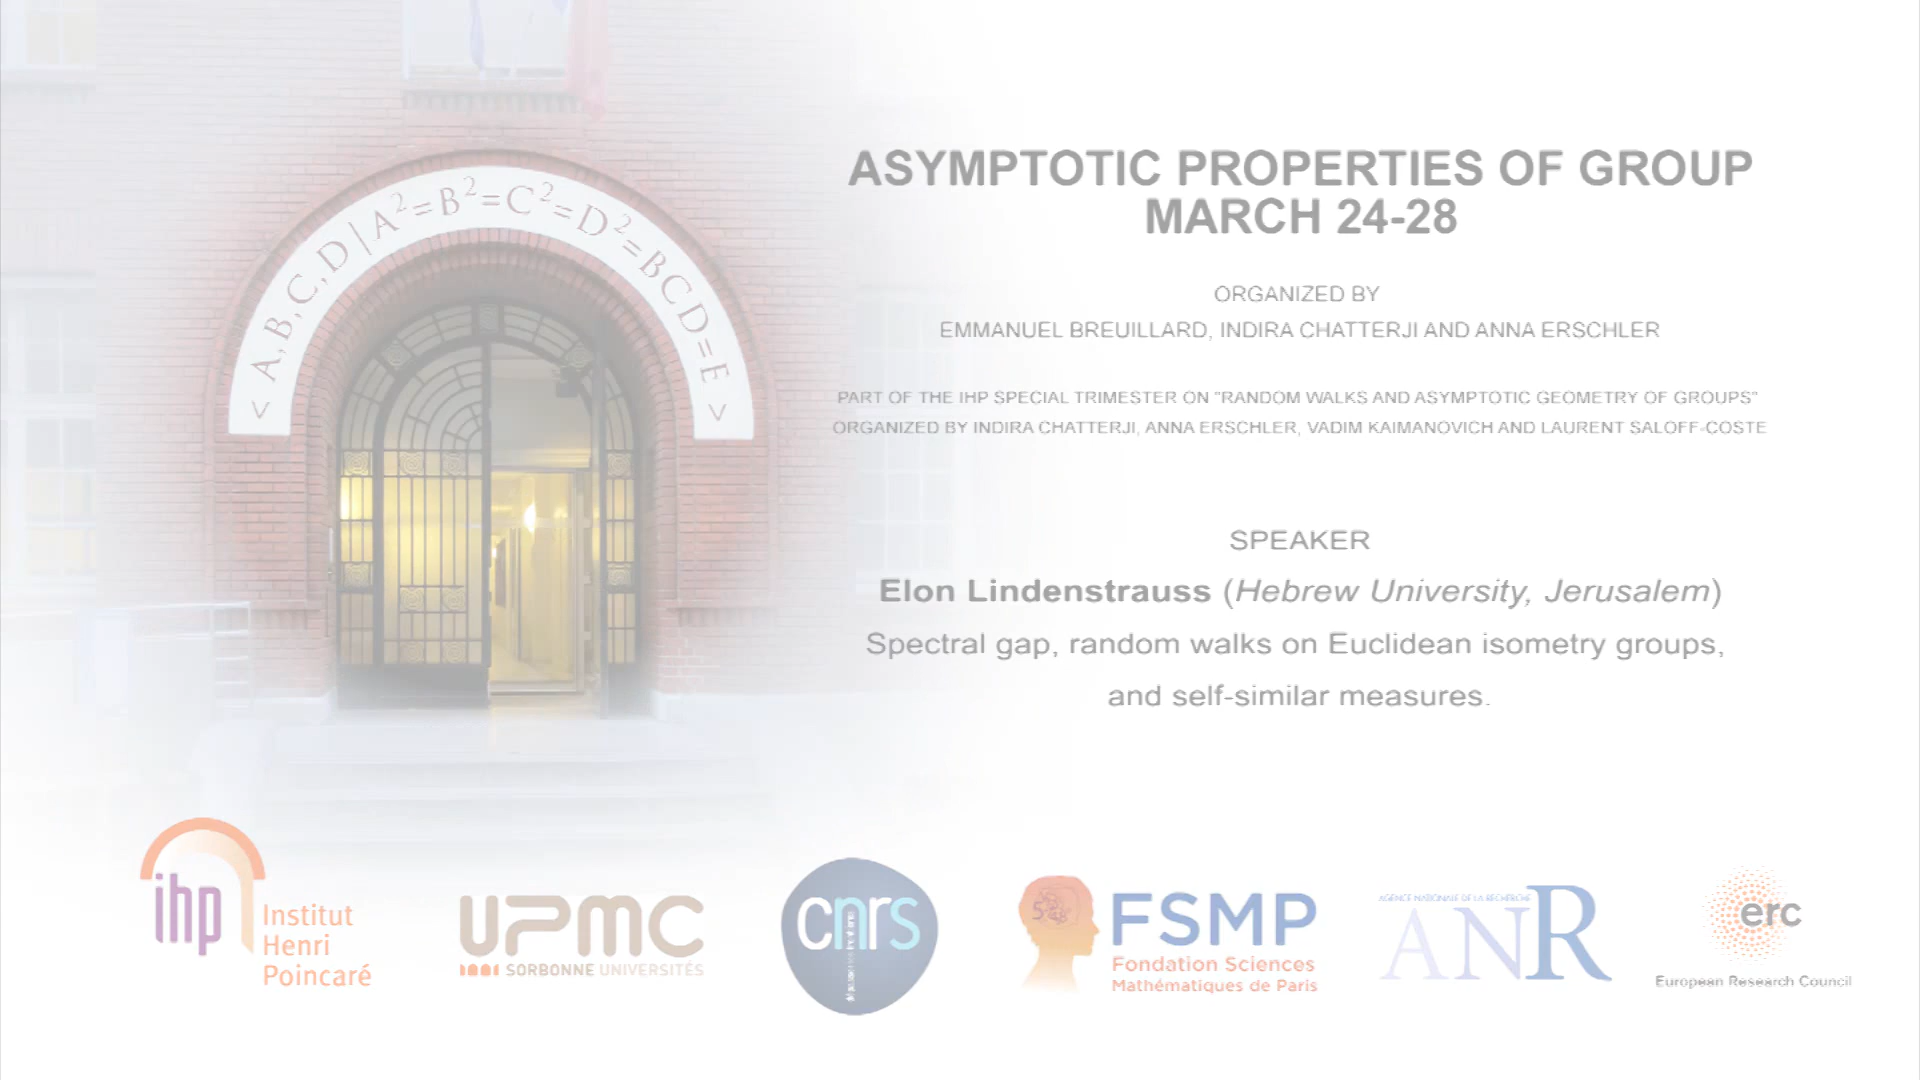 < A, B, C, D | A²=B²=C²=D²=BCD=E >
ASYMPTOTIC PROPERTIES OF GROUP
MARCH 24-28
ORGANIZED BY
EMMANUEL BREUILLARD, INDIRA CHATTERJI AND ANNA ERSCHLER
PART OF THE IHP SPECIAL TRIMESTER ON "RANDOM WALKS AND ASYMPTOTIC GEOMETRY OF GROUPS"
ORGANIZED BY INDIRA CHATTERJI, ANNA ERSCHLER, VADIM KAIMANOVICH AND LAURENT SALOFF-COSTE
SPEAKER
Elon Lindenstrauss (Hebrew University, Jerusalem)
Spectral gap, random walks on Euclidean isometry groups,
and self-similar measures.
ihp
Institut
Henri
Poincaré
UPMC
SORBONNE UNIVERSITÉS
cnrs
FSMP
Fondation Sciences
Mathématiques de Paris
AGENCE NATIONALE DE LA RECHERCHE
ANR
erc
European Research Council